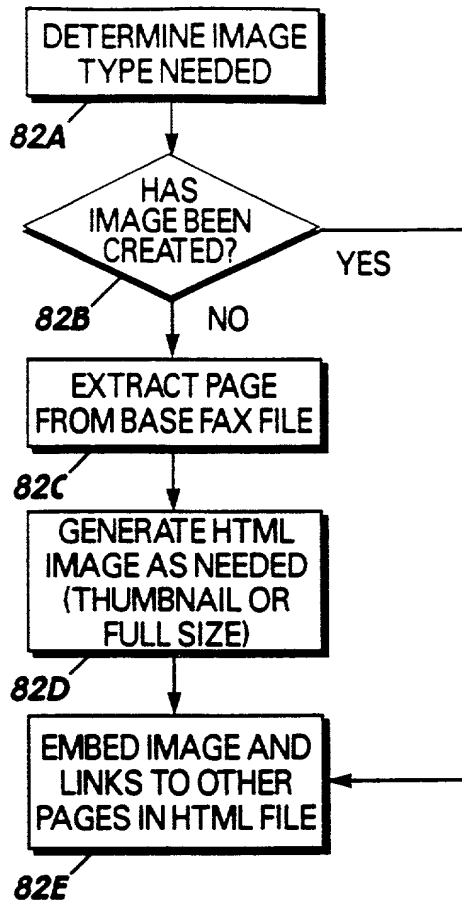 DETERMINE IMAGE
TYPE NEEDED
82A
HAS
IMAGE BEEN
CREATED?
YES
82B
NO
EXTRACT PAGE
FROM BASE FAX FILE
82C
GENERATE HTML
IMAGE AS NEEDED
(THUMBNAIL OR
FULL SIZE)
82D
EMBED IMAGE AND
LINKS TO OTHER
PAGES IN HTML FILE
82E